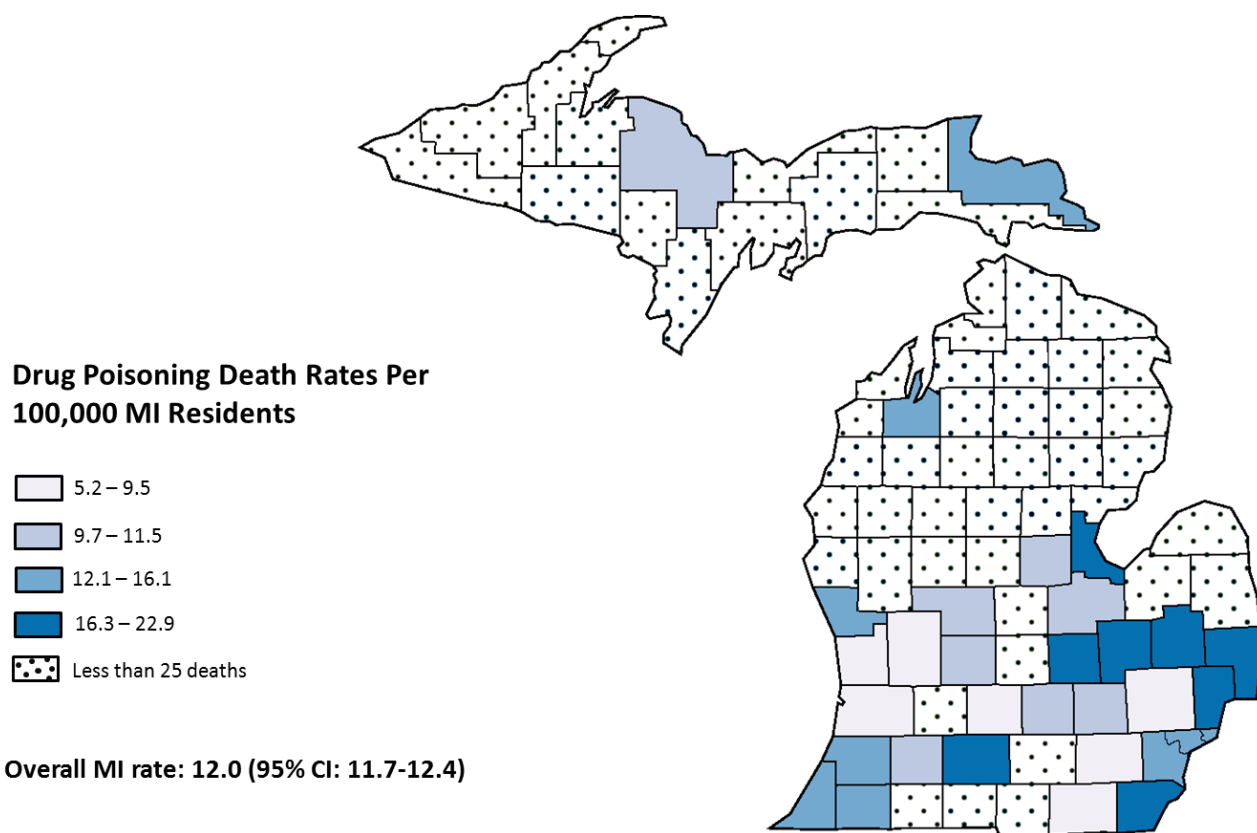 Drug Poisoning Death Rates Per
100,000 MI Residents
5.2 – 9.5
9.7 – 11.5
12.1 – 16.1
16.3 – 22.9
Less than 25 deaths
Overall MI rate: 12.0 (95% CI: 11.7-12.4)